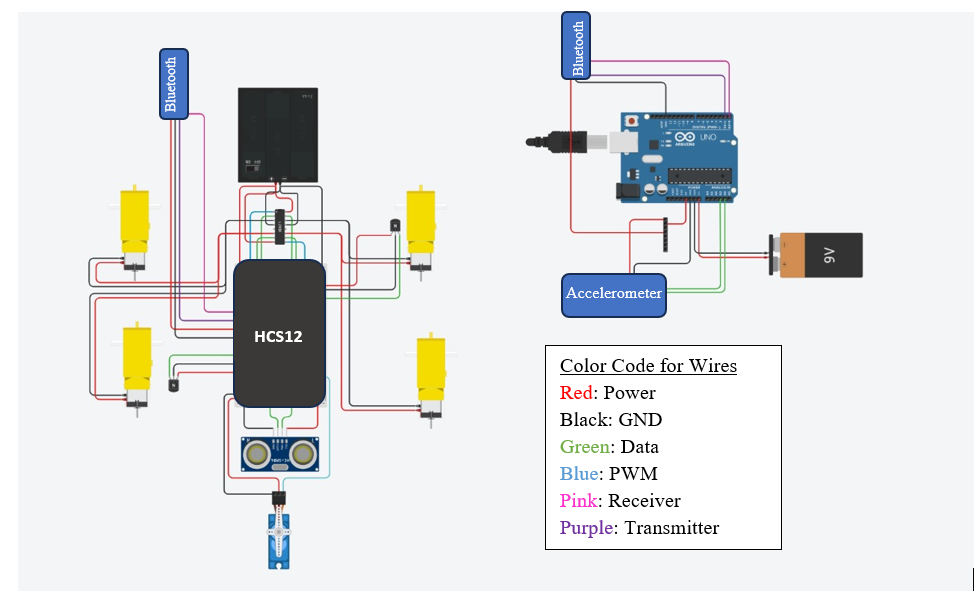 Bluetooth
Bluetooth
UNO
ARDUINO
9V
Accelerometer
HCS12
Color Code for Wires
Red: Power
Black: GND
Green: Data
Blue: PWM
Pink: Receiver
Purple: Transmitter